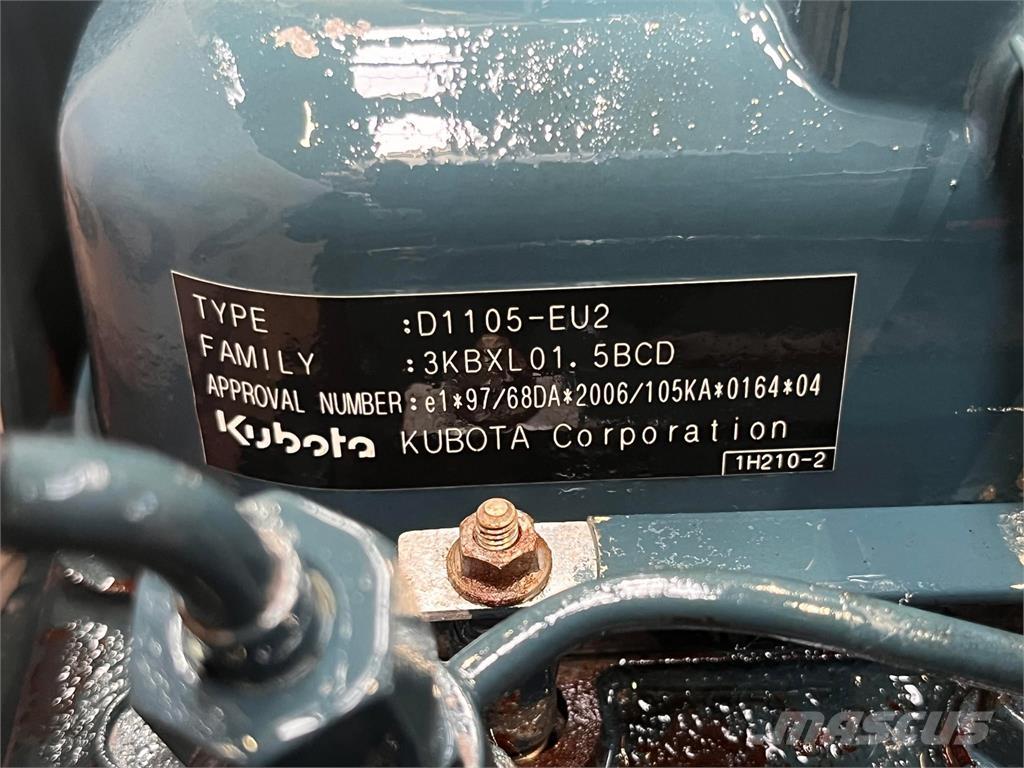 TYPE :D1105-EU2
FAMILY :3KBXL01.5BCD
APPROVAL NUMBER:e1*97/68DA*2006/105KA*0164*04
Kubota KUBOTA Corporation
1H210-2
MASCUS